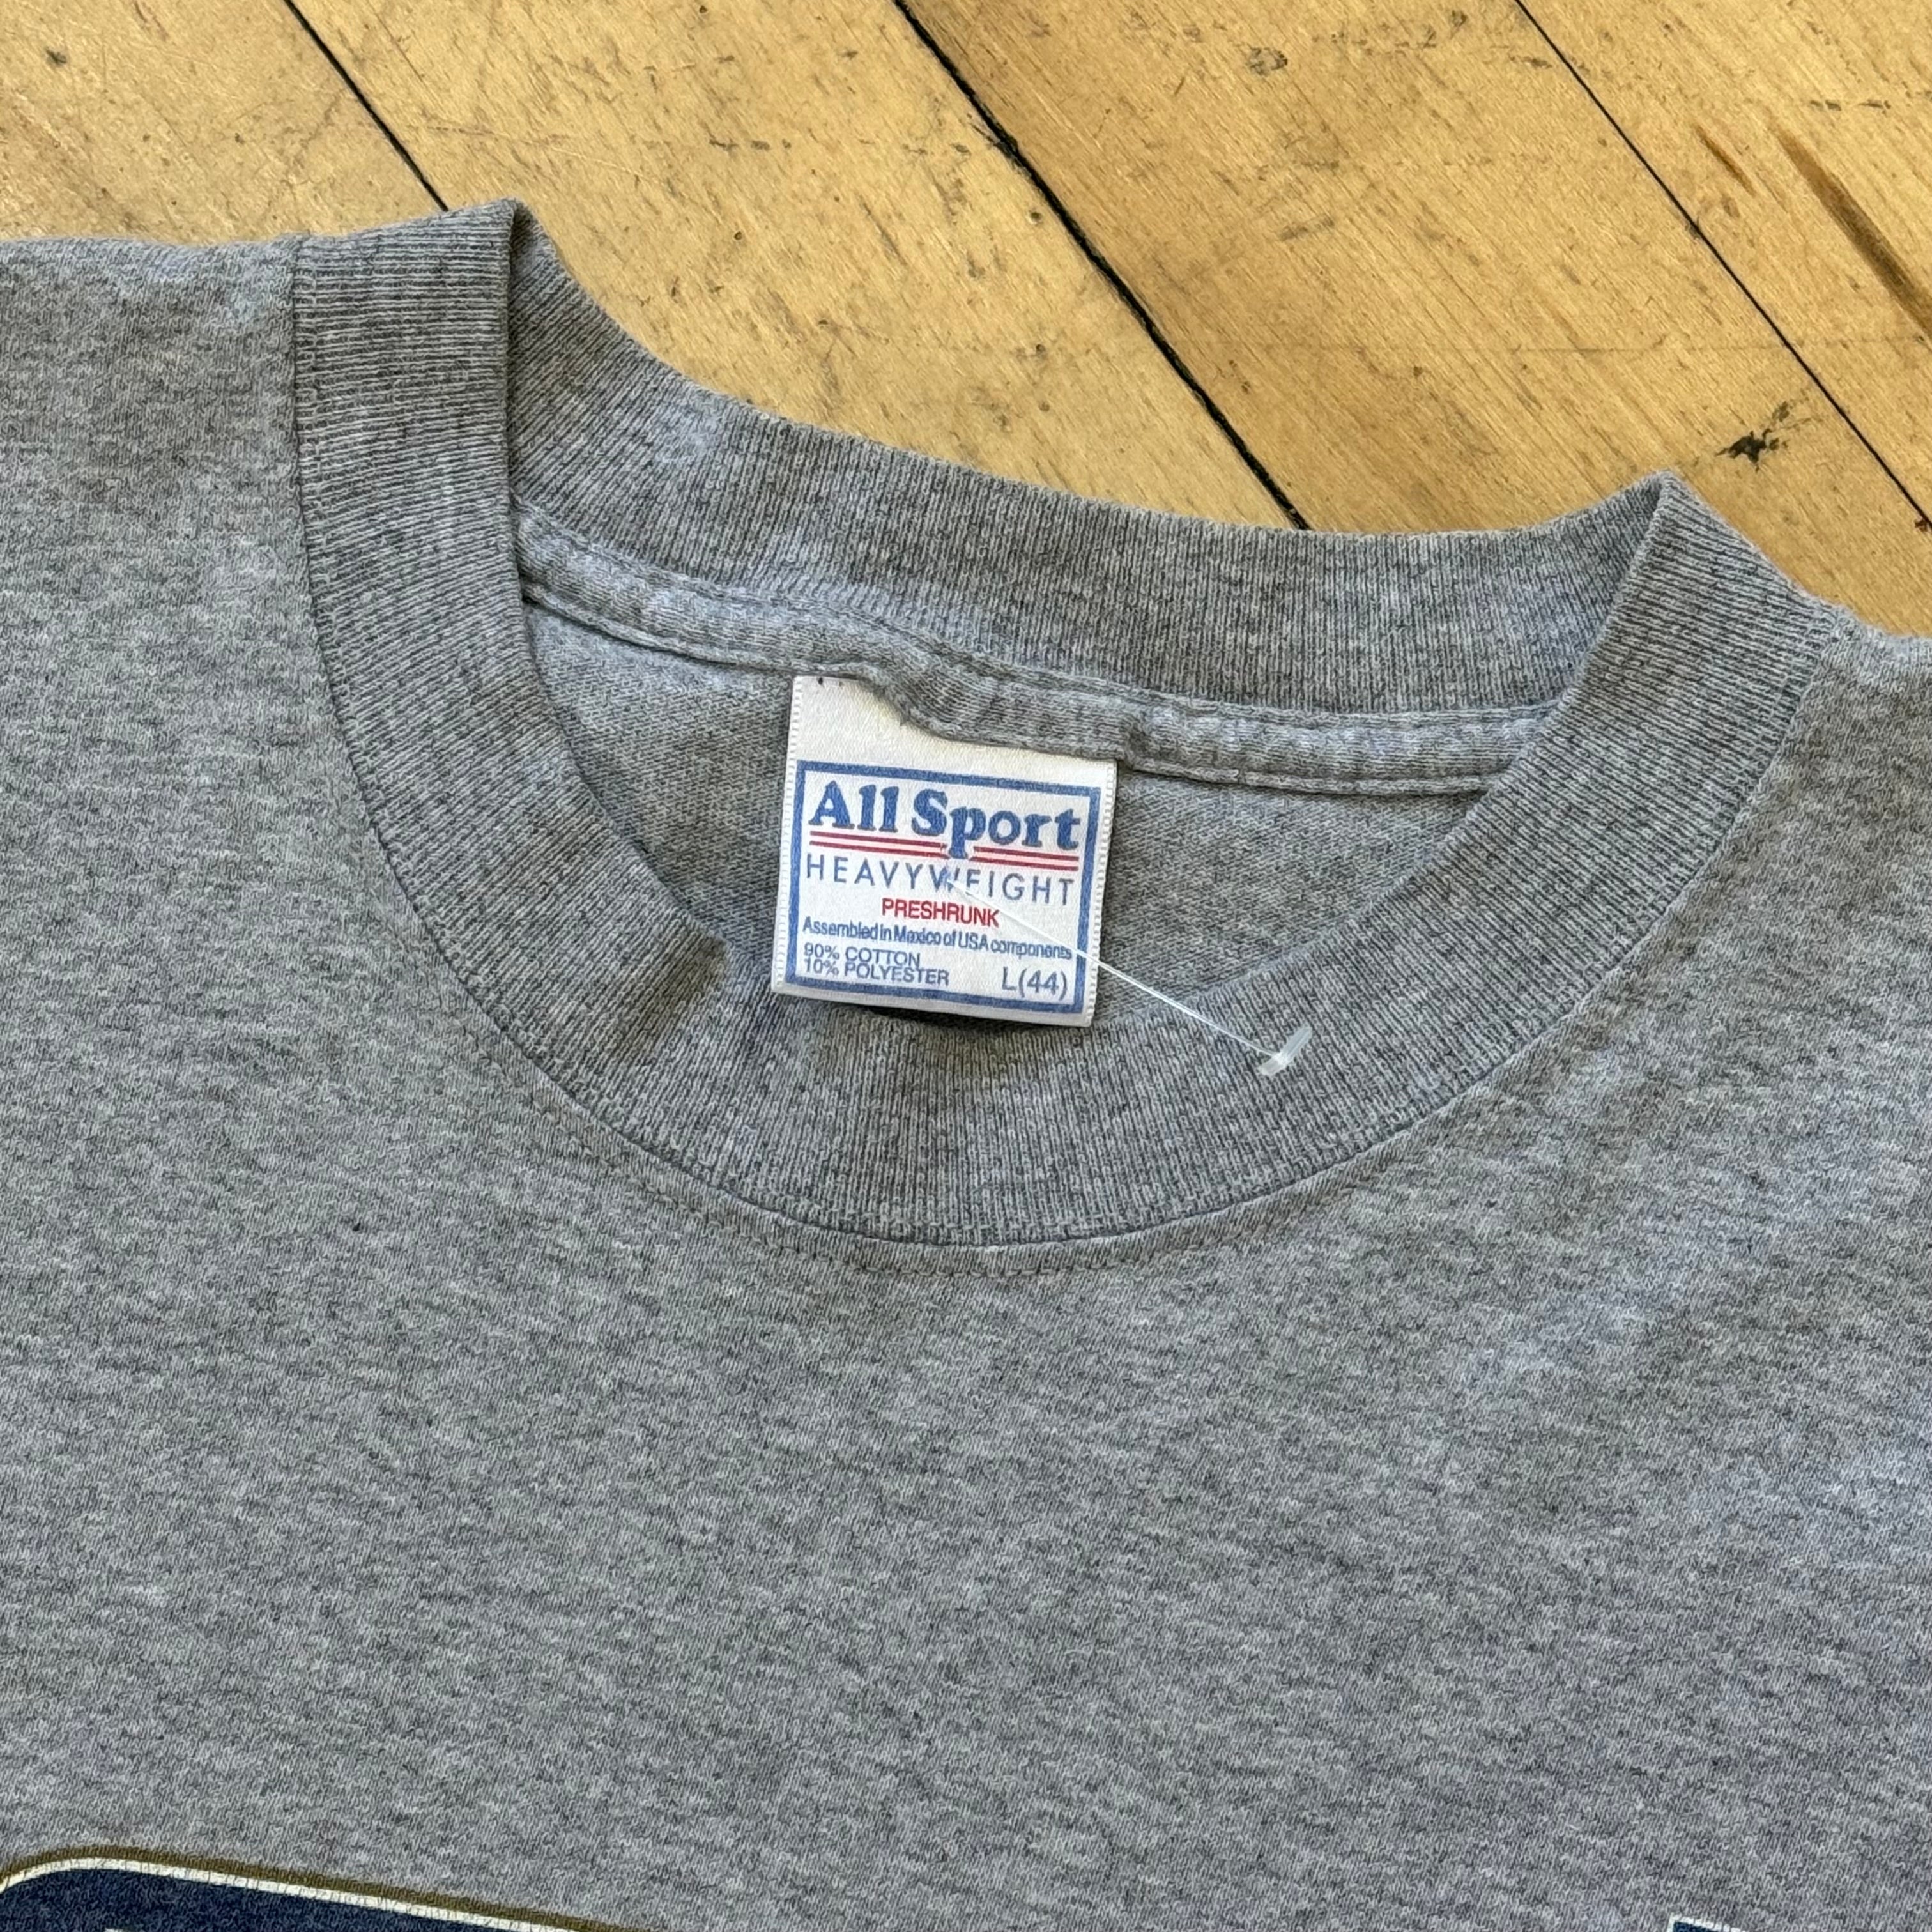 All Sport
HEAVYWEIGHT
PRESHRUNK
Assembled in Mexico of USA components
90% COTTON
10% POLYESTER
L(44)